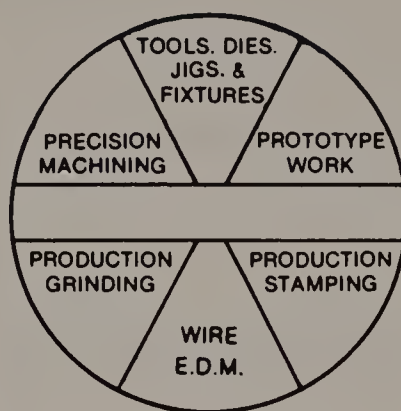 TOOLS. DIES.
JIGS. &
FIXTURES
PRECISION
MACHINING
PROTOTYPE
WORK
PRODUCTION
GRINDING
PRODUCTION
STAMPING
WIRE
E.D.M.